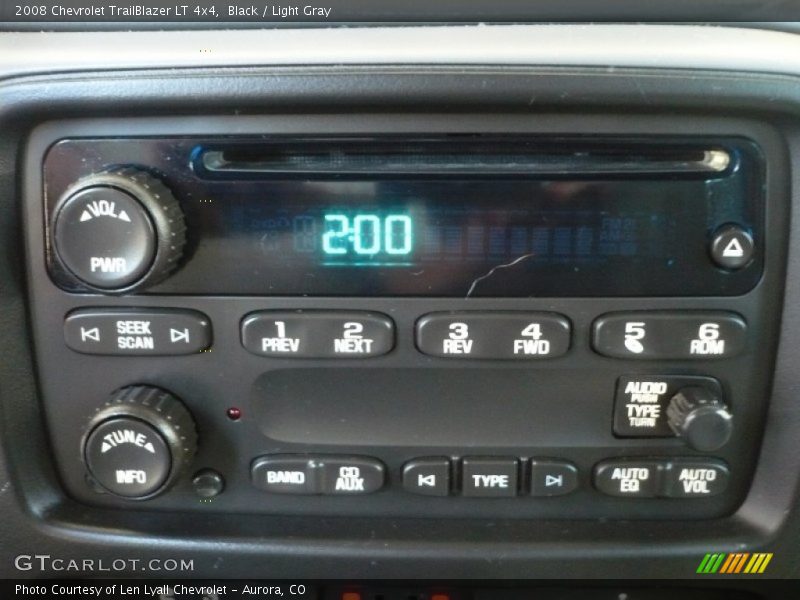 2008 Chevrolet TrailBlazer LT 4x4, Black / Light Gray
VOL
2:00
PWR
SEEK
SCAN
1 2 3 4 5 6
PREV NEXT REV FWD RDM
AUDIO
PUSH
TYPE
TURN
TUNE
INFO
BAND CD AUX TYPE AUTO EQ AUTO VOL
GTCARLOT.COM
Photo Courtesy of Len Lyall Chevrolet – Aurora, CO